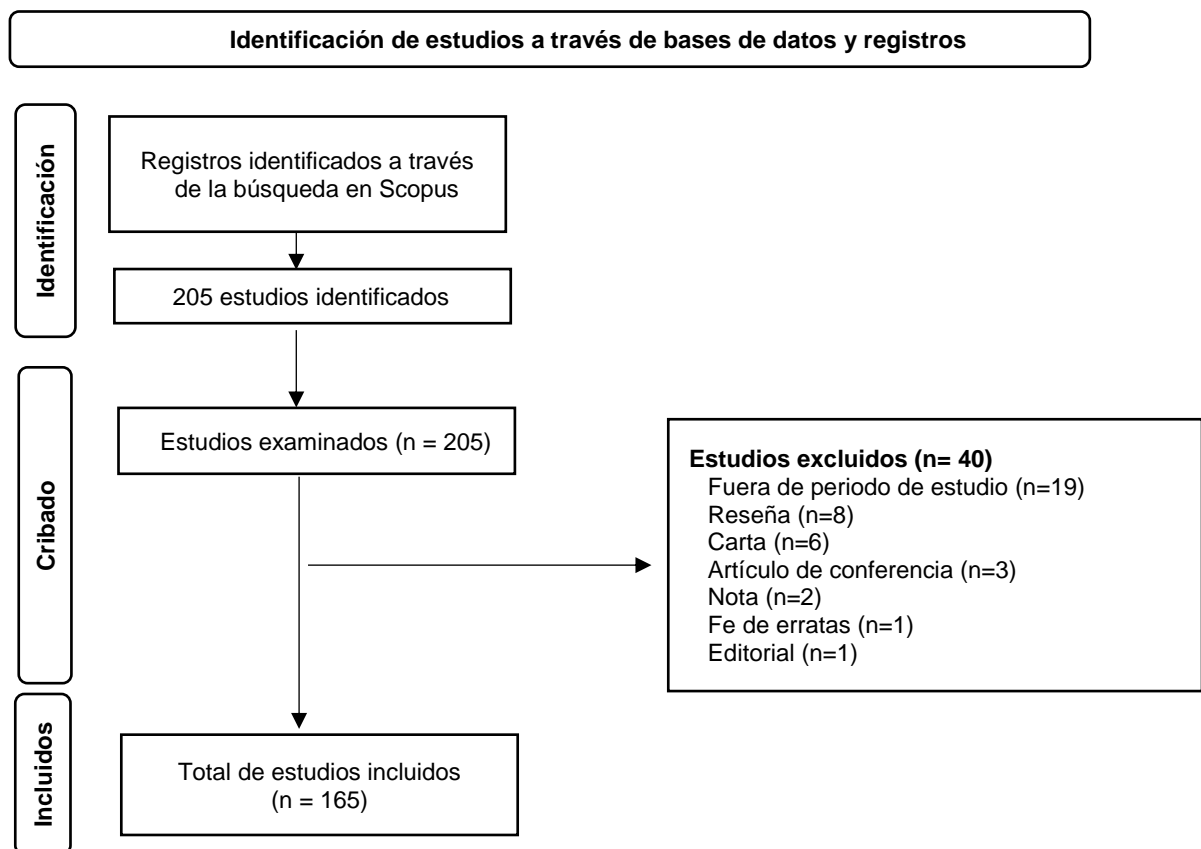 Identificación de estudios a través de bases de datos y registros
Identificación
Registros identificados a través
de la búsqueda en Scopus
205 estudios identificados
Cribado
Estudios examinados (n = 205)
Estudios excluidos (n= 40)
Fuera de periodo de estudio (n=19)
Reseña (n=8)
Carta (n=6)
Artículo de conferencia (n=3)
Nota (n=2)
Fe de erratas (n=1)
Editorial (n=1)
Incluidos
Total de estudios incluidos
(n = 165)